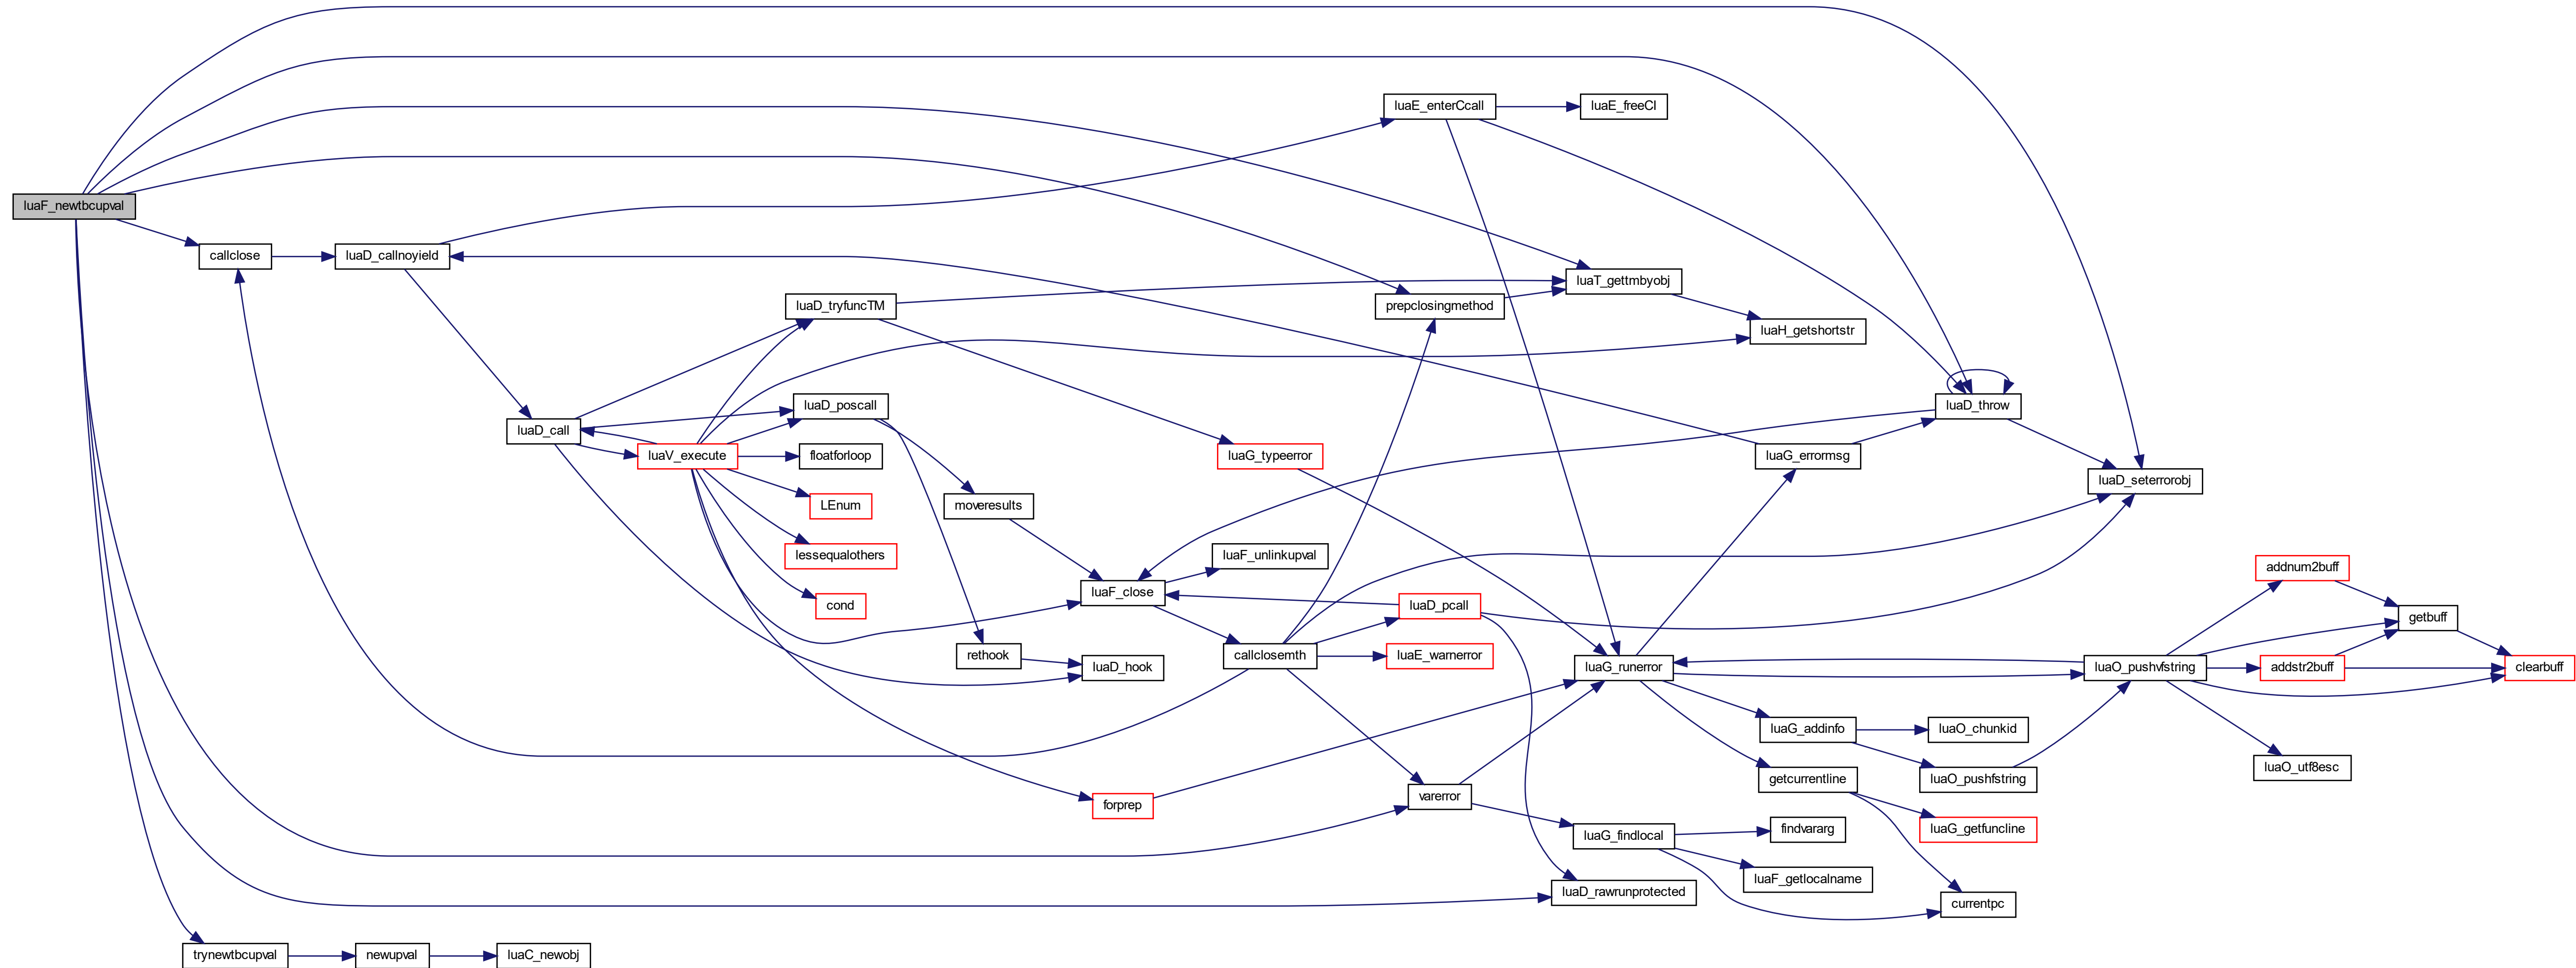 luaF_newtbcupval
callclose
luaD_callnoyield
luaE_enterCcall
luaE_freeCI
luaD_tryfuncTM
prepclosingmethod
luaT_gettmbyobj
luaH_getshortstr
luaD_call
luaD_poscall
luaV_execute
floatforloop
LEnum
lessequalothers
cond
moveresults
rethook
luaD_hook
luaG_typeerror
luaG_errormsg
luaD_throw
luaD_seterrorobj
luaF_unlinkupval
luaF_close
luaD_pcall
callclosemth
luaE_warnerror
luaG_runerror
luaO_pushvfstring
addnum2buff
getbuff
addstr2buff
clearbuff
luaO_utf8esc
luaG_addinfo
luaO_chunkid
luaO_pushfstring
getcurrentline
luaG_getfuncline
forprep
varerror
luaG_findlocal
findvararg
luaF_getlocalname
luaD_rawrunprotected
currentpc
trynewtbcupval
newupval
luaC_newobj